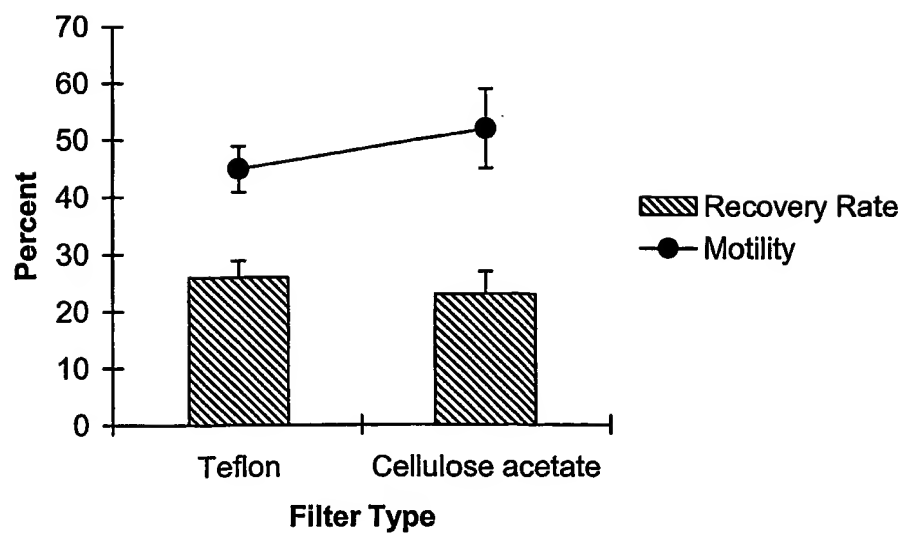 70
60
50
40
30
20
10
0
Percent
Teflon
Cellulose acetate
Filter Type
Recovery Rate
Motility